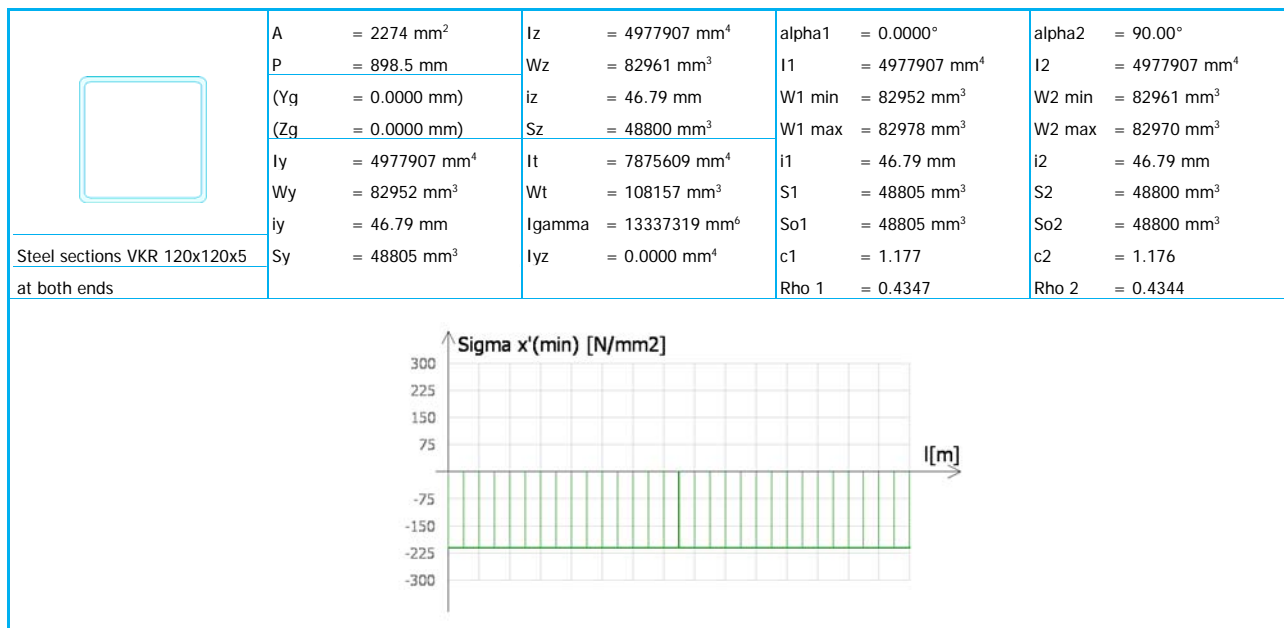 A = 2274 mm²
P = 898.5 mm
(Yg = 0.0000 mm)
(Zg = 0.0000 mm)
Iy = 4977907 mm⁴
Wy = 82952 mm³
iy = 46.79 mm
Sy = 48805 mm³
Iz = 4977907 mm⁴
Wz = 82961 mm³
iz = 46.79 mm
Sz = 48800 mm³
It = 7875609 mm⁴
Wt = 108157 mm³
Igamma = 13337319 mm⁶
Iyz = 0.0000 mm⁴
alpha1 = 0.0000°
I1 = 4977907 mm⁴
W1 min = 82952 mm³
W1 max = 82978 mm³
i1 = 46.79 mm
S1 = 48805 mm³
So1 = 48805 mm³
c1 = 1.177
Rho 1 = 0.4347
alpha2 = 90.00°
I2 = 4977907 mm⁴
W2 min = 82961 mm³
W2 max = 82970 mm³
i2 = 46.79 mm
S2 = 48800 mm³
So2 = 48800 mm³
c2 = 1.176
Rho 2 = 0.4344
Steel sections VKR 120x120x5
at both ends
Sigma x'(min) [N/mm2]
300
225
150
75
l[m]
-75
-150
-225
-300